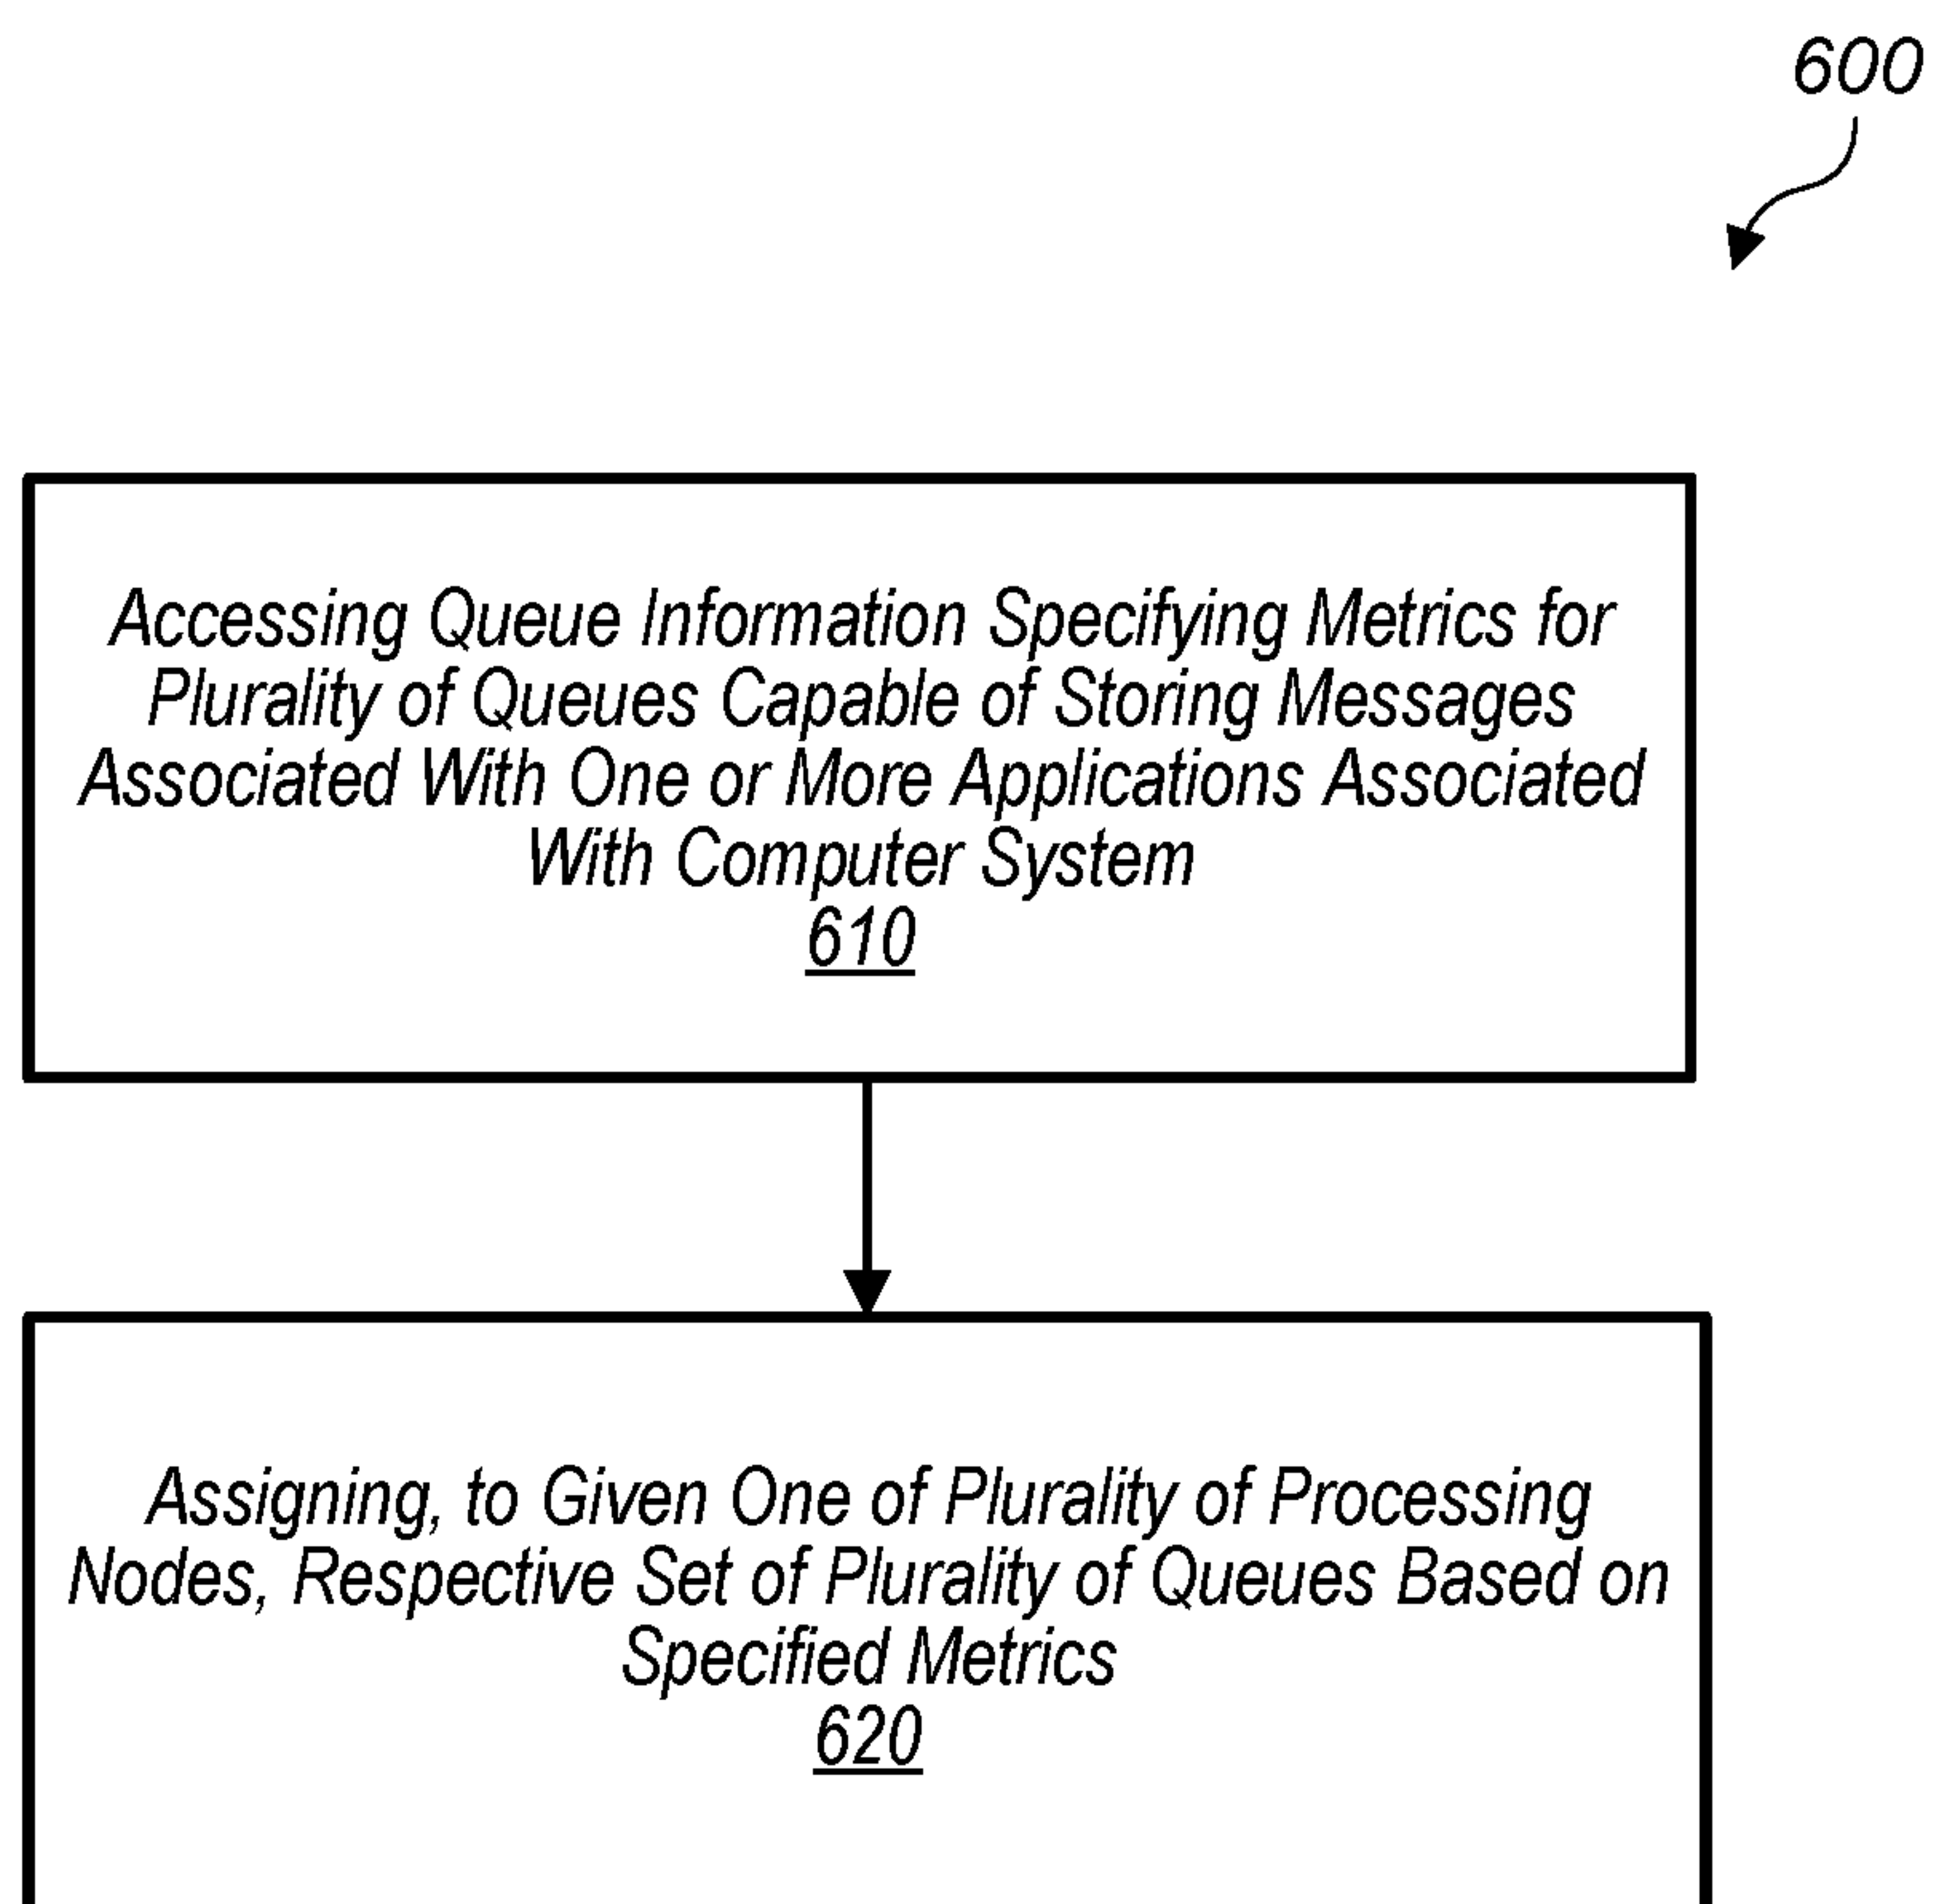 600
Accessing Queue Information Specifying Metrics for
Plurality of Queues Capable of Storing Messages
Associated With One or More Applications Associated
With Computer System
610
Assigning, to Given One of Plurality of Processing
Nodes, Respective Set of Plurality of Queues Based on
Specified Metrics
620